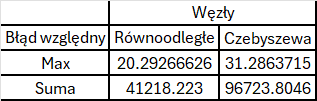 Węzły
Błąd względny Równoodległe Czebyszewa
Max 20.29266626 31.2863715
Suma 41218.223 96723.8046